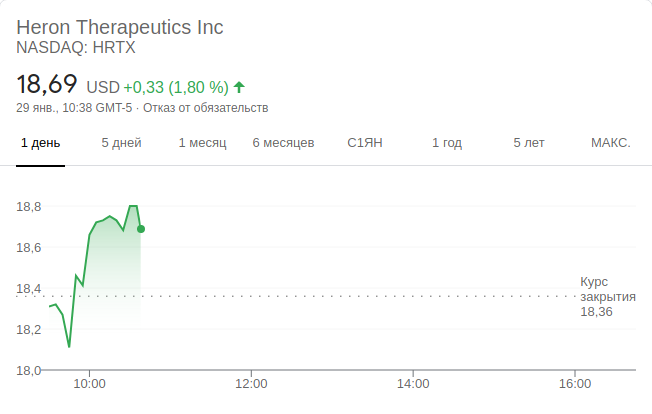 Heron Therapeutics Inc
NASDAQ: HRTX
18,69 USD +0,33 (1,80 %)
29 янв., 10:38 GMT-5 · Отказ от обязательств
1 день 5 дней 1 месяц 6 месяцев С1ЯН 1 год 5 лет МАКС.
18,8
18,6
18,4
18,2
18,0
Курс
закрытия
18,36
10:00 12:00 14:00 16:00